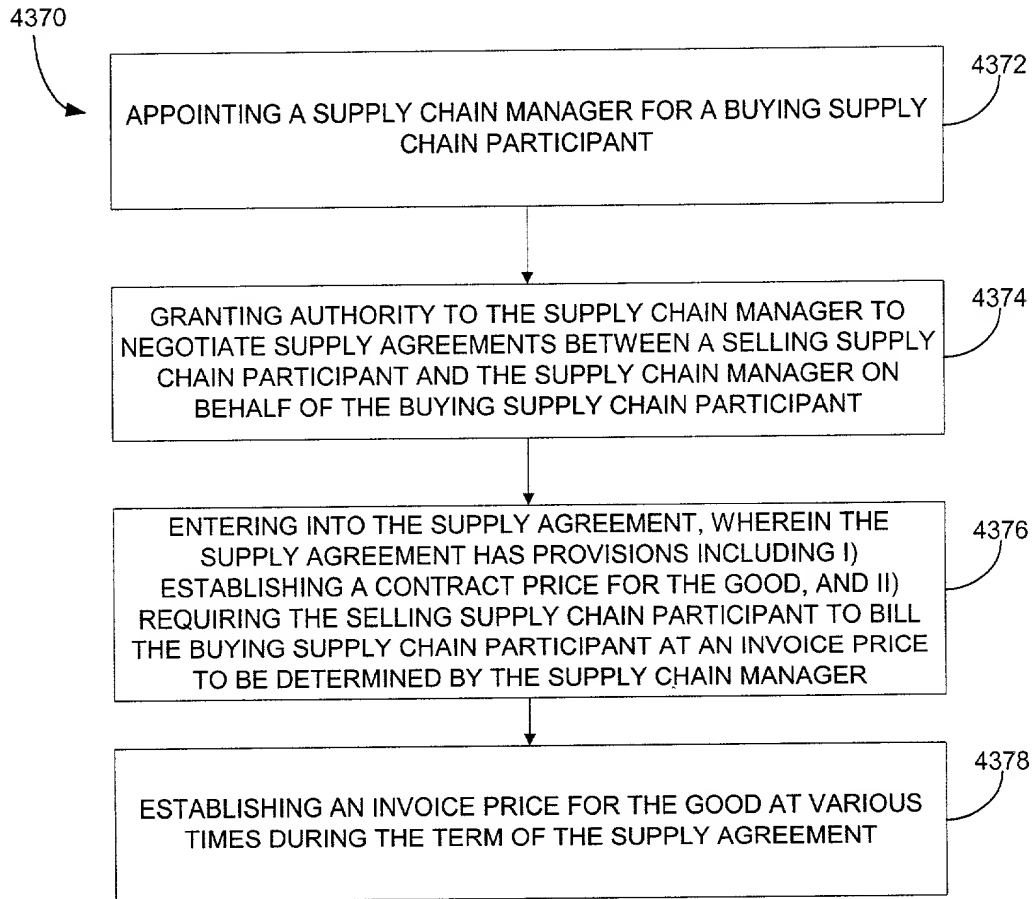 4370
4372
APPOINTING A SUPPLY CHAIN MANAGER FOR A BUYING SUPPLY
CHAIN PARTICIPANT
4374
GRANTING AUTHORITY TO THE SUPPLY CHAIN MANAGER TO
NEGOTIATE SUPPLY AGREEMENTS BETWEEN A SELLING SUPPLY
CHAIN PARTICIPANT AND THE SUPPLY CHAIN MANAGER ON
BEHALF OF THE BUYING SUPPLY CHAIN PARTICIPANT
4376
ENTERING INTO THE SUPPLY AGREEMENT, WHEREIN THE
SUPPLY AGREEMENT HAS PROVISIONS INCLUDING I)
ESTABLISHING A CONTRACT PRICE FOR THE GOOD, AND II)
REQUIRING THE SELLING SUPPLY CHAIN PARTICIPANT TO BILL
THE BUYING SUPPLY CHAIN PARTICIPANT AT AN INVOICE PRICE
TO BE DETERMINED BY THE SUPPLY CHAIN MANAGER
4378
ESTABLISHING AN INVOICE PRICE FOR THE GOOD AT VARIOUS
TIMES DURING THE TERM OF THE SUPPLY AGREEMENT